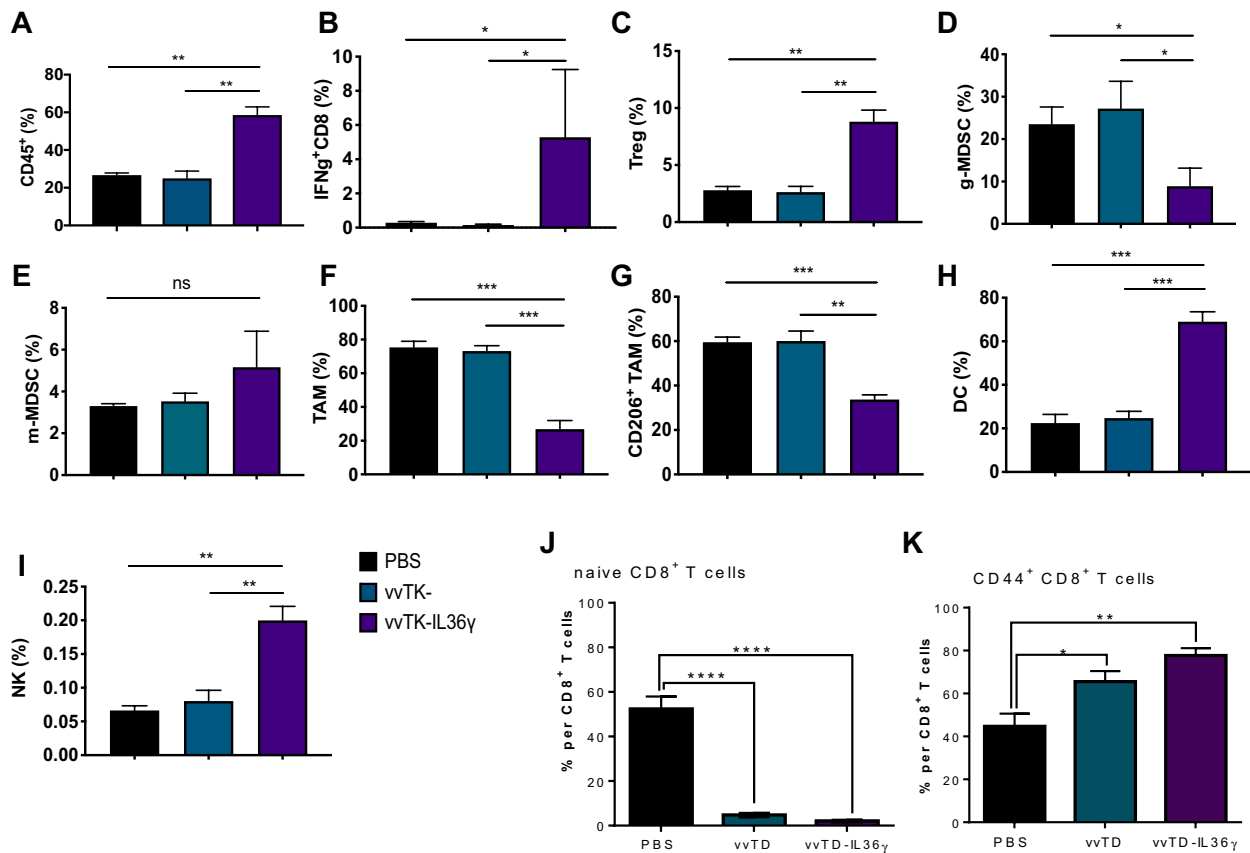 A
CD45⁺ (%)
80
60
40
20
0
**
**
B
IFNg⁺CD8 (%)
10
8
6
4
2
0
*
*
C
Treg (%)
15
10
5
0
**
**
D
g-MDSC (%)
40
30
20
10
0
*
*
E
m-MDSC (%)
8
6
4
2
0
ns
F
TAM (%)
100
80
60
40
20
0
***
***
G
CD206⁺ TAM (%)
80
60
40
20
0
***
**
H
DC (%)
80
60
40
20
0
***
***
I
NK (%)
0.25
0.20
0.15
0.10
0.05
0.00
**
**
PBS
vvTK-
vvTK-IL36γ
J
naive CD8⁺ T cells
% per CD8⁺ T cells
100
80
60
40
20
0
****
****
PBS
vvTD
vvTD-IL36γ
K
CD44⁺ CD8⁺ T cells
% per CD8⁺ T cells
100
80
60
40
20
0
**
*
PBS
vvTD
vvTD-IL36γ